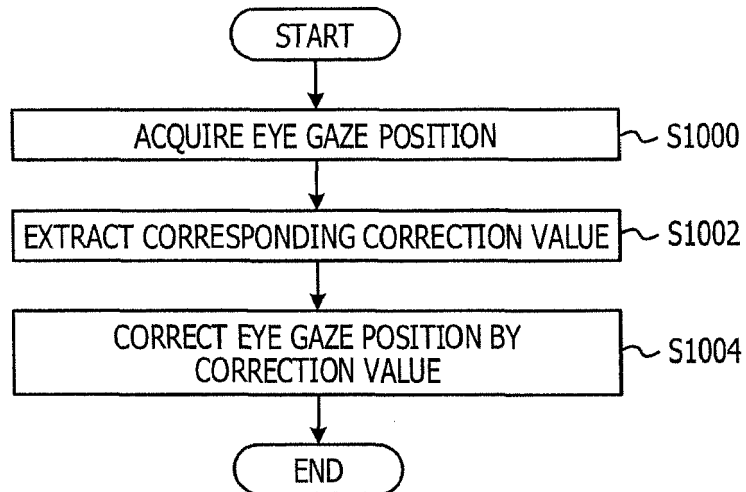 START
ACQUIRE EYE GAZE POSITION
S1000
EXTRACT CORRESPONDING CORRECTION VALUE
S1002
CORRECT EYE GAZE POSITION BY
CORRECTION VALUE
S1004
END